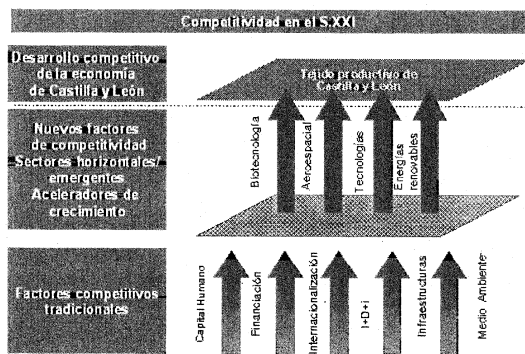 Competitividad en el S.XXI
Desarrollo competitivo
de la economía
de Castilla y León
Tejido productivo de
Castilla y León
Nuevos factores
de competitividad
Sectores horizontales/
emergentes
Aceleradores de
crecimiento
Biotecnología
Aeroespacial
Tecnologías
Energías
renovables
Factores competitivos
tradicionales
Capital Humano
Financiación
Internacionalización
I+D+i
Infraestructuras
Medio Ambiente